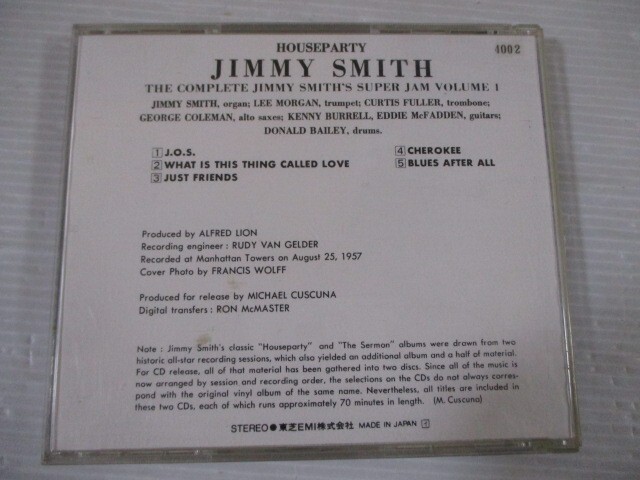 HOUSEPARTY
4002
JIMMY SMITH
THE COMPLETE JIMMY SMITH'S SUPER JAM VOLUME 1
JIMMY SMITH, organ; LEE MORGAN, trumpet; CURTIS FULLER, trombone;
GEORGE COLEMAN, alto saxes; KENNY BURRELL, EDDIE McFADDEN, guitars;
DONALD BAILEY, drums.
1 J.O.S.
2 WHAT IS THIS THING CALLED LOVE
3 JUST FRIENDS
4 CHEROKEE
5 BLUES AFTER ALL
Produced by ALFRED LION
Recording engineer : RUDY VAN GELDER
Recorded at Manhattan Towers on August 25, 1957
Cover Photo by FRANCIS WOLFF
Produced for release by MICHAEL CUSCUNA
Digital transfers : RON McMASTER
Note : Jimmy Smith's classic "Houseparty" and "The Sermon" albums were drawn from two
historic all-star recording sessions, which also yielded an additional album and a half of material.
For CD release, all of that material has been gathered into two discs. Since all of the music is
now arranged by session and recording order, the selections on the CDs do not always corres-
pond with the original vinyl album of the same name. Nevertheless, all titles are included in
these two CDs, each of which runs approximately 70 minutes in length. (M. Cuscuna)
STEREO● 東芝EMI株式会社 MADE IN JAPAN